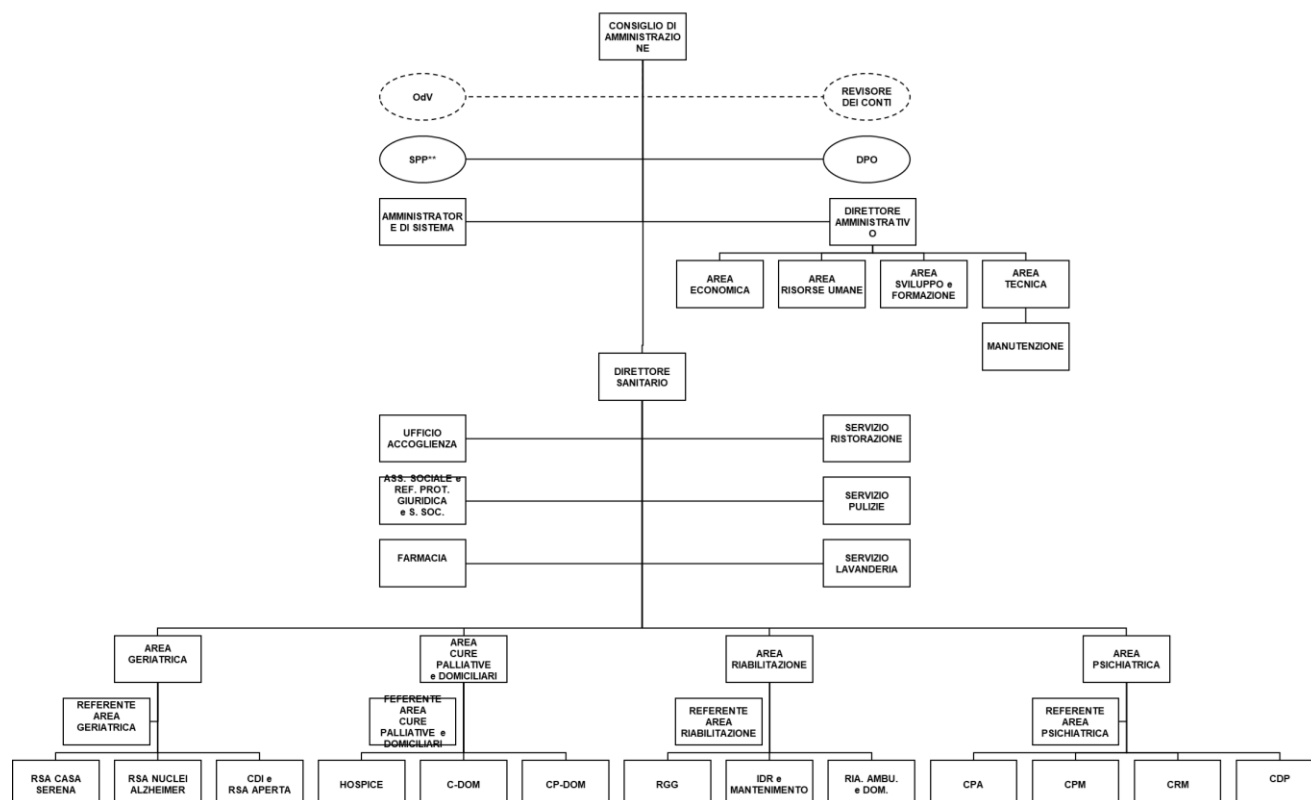 CONSIGLIO DI
AMMINISTRAZIO
NE
OdV
REVISORE
DEI CONTI
SPP**
DPO
AMMINISTRATOR
E DI SISTEMA
DIRETTORE
AMMINISTRATIV
O
AREA
ECONOMICA
AREA
RISORSE UMANE
AREA
SVILUPPO e
FORMAZIONE
AREA
TECNICA
MANUTENZIONE
DIRETTORE
SANITARIO
UFFICIO
ACCOGLIENZA
SERVIZIO
RISTORAZIONE
ASS. SOCIALE e
REF. PROT.
GIURIDICA
e S. SOC.
SERVIZIO
PULIZIE
FARMACIA
SERVIZIO
LAVANDERIA
AREA
GERIATRICA
AREA
CURE
PALLIATIVE
e DOMICILIARI
AREA
RIABILITAZIONE
AREA
PSICHIATRICA
REFERENTE
AREA
GERIATRICA
FEFERENTE
AREA
CURE
PALLIATIVE e
DOMICILIARI
REFERENTE
AREA
RIABILITAZIONE
REFERENTE
AREA
PSICHIATRICA
RSA CASA
SERENA
RSA NUCLEI
ALZHEIMER
CDI e
RSA APERTA
HOSPICE
C-DOM
CP-DOM
RGG
IDR e
MANTENIMENTO
RIA. AMBU.
e DOM.
CPA
CPM
CRM
CDP